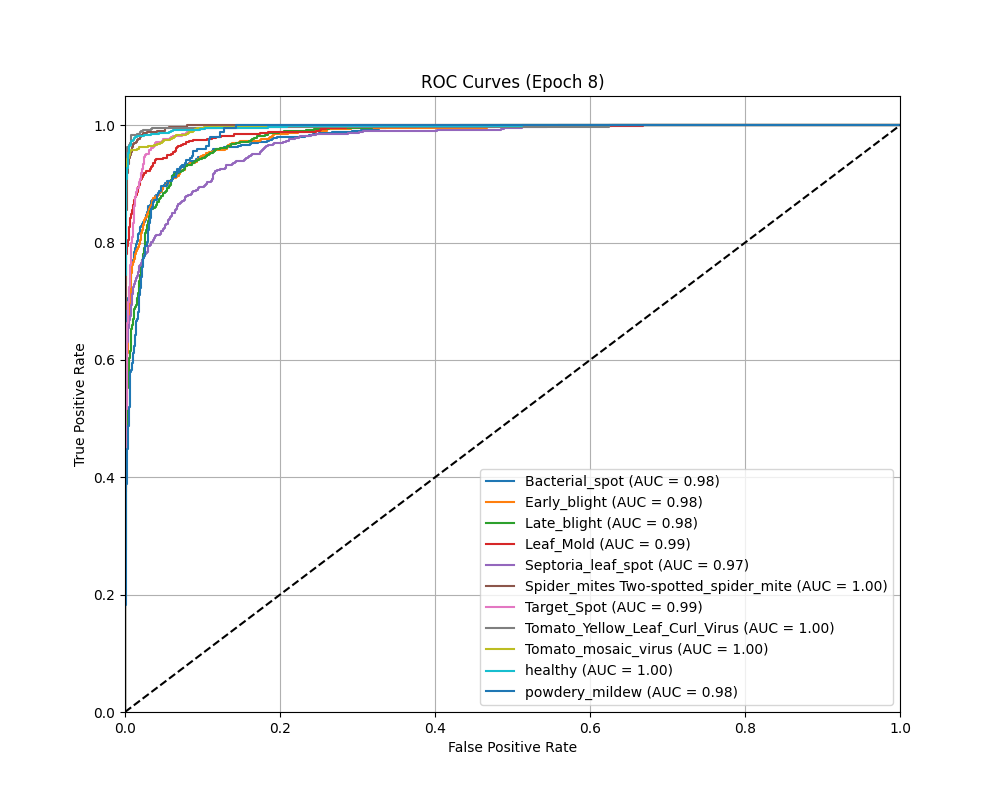 ROC Curves (Epoch 8)
True Positive Rate
1.0
0.8
0.6
0.4
0.2
0.0
Bacterial_spot (AUC = 0.98)
Early_blight (AUC = 0.98)
Late_blight (AUC = 0.98)
Leaf_Mold (AUC = 0.99)
Septoria_leaf_spot (AUC = 0.97)
Spider_mites Two-spotted_spider_mite (AUC = 1.00)
Target_Spot (AUC = 0.99)
Tomato_Yellow_Leaf_Curl_Virus (AUC = 1.00)
Tomato_mosaic_virus (AUC = 1.00)
healthy (AUC = 1.00)
powdery_mildew (AUC = 0.98)
0.0 0.2 0.4 0.6 0.8 1.0
False Positive Rate